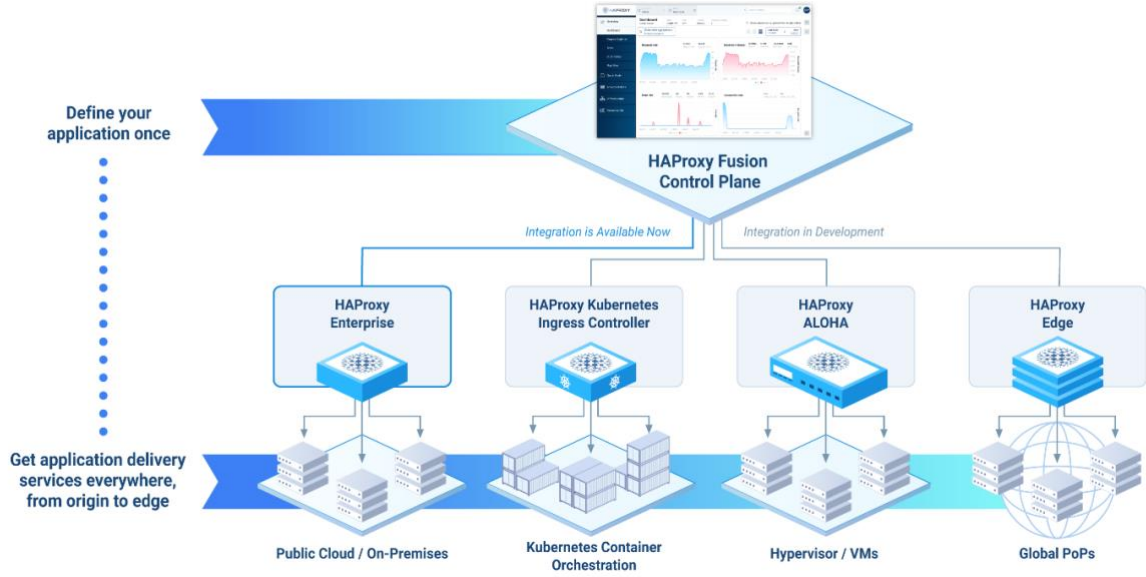 HAPROXY
Define your
application once
HAProxy Fusion
Control Plane
Integration is Available Now
Integration in Development
HAProxy
Enterprise
HAProxy Kubernetes
Ingress Controller
HAProxy
ALOHA
HAProxy
Edge
Get application delivery
services everywhere,
from origin to edge
Public Cloud / On-Premises
Kubernetes Container
Orchestration
Hypervisor / VMs
Global PoPs